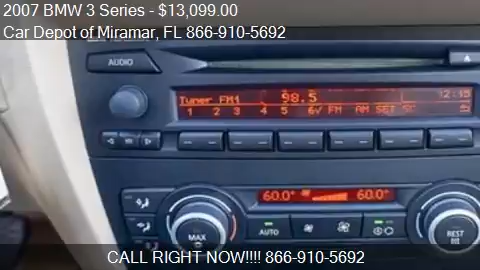 2007 BMW 3 Series - $13,099.00
Car Depot of Miramar, FL 866-910-5692
AUDIO
Tuner FM1 98.5 12:15
1 2 3 4 5 6 FM AM SET SC
60.0° 60.0°
AUTO
MAX
REST
CALL RIGHT NOW!!!! 866-910-5692